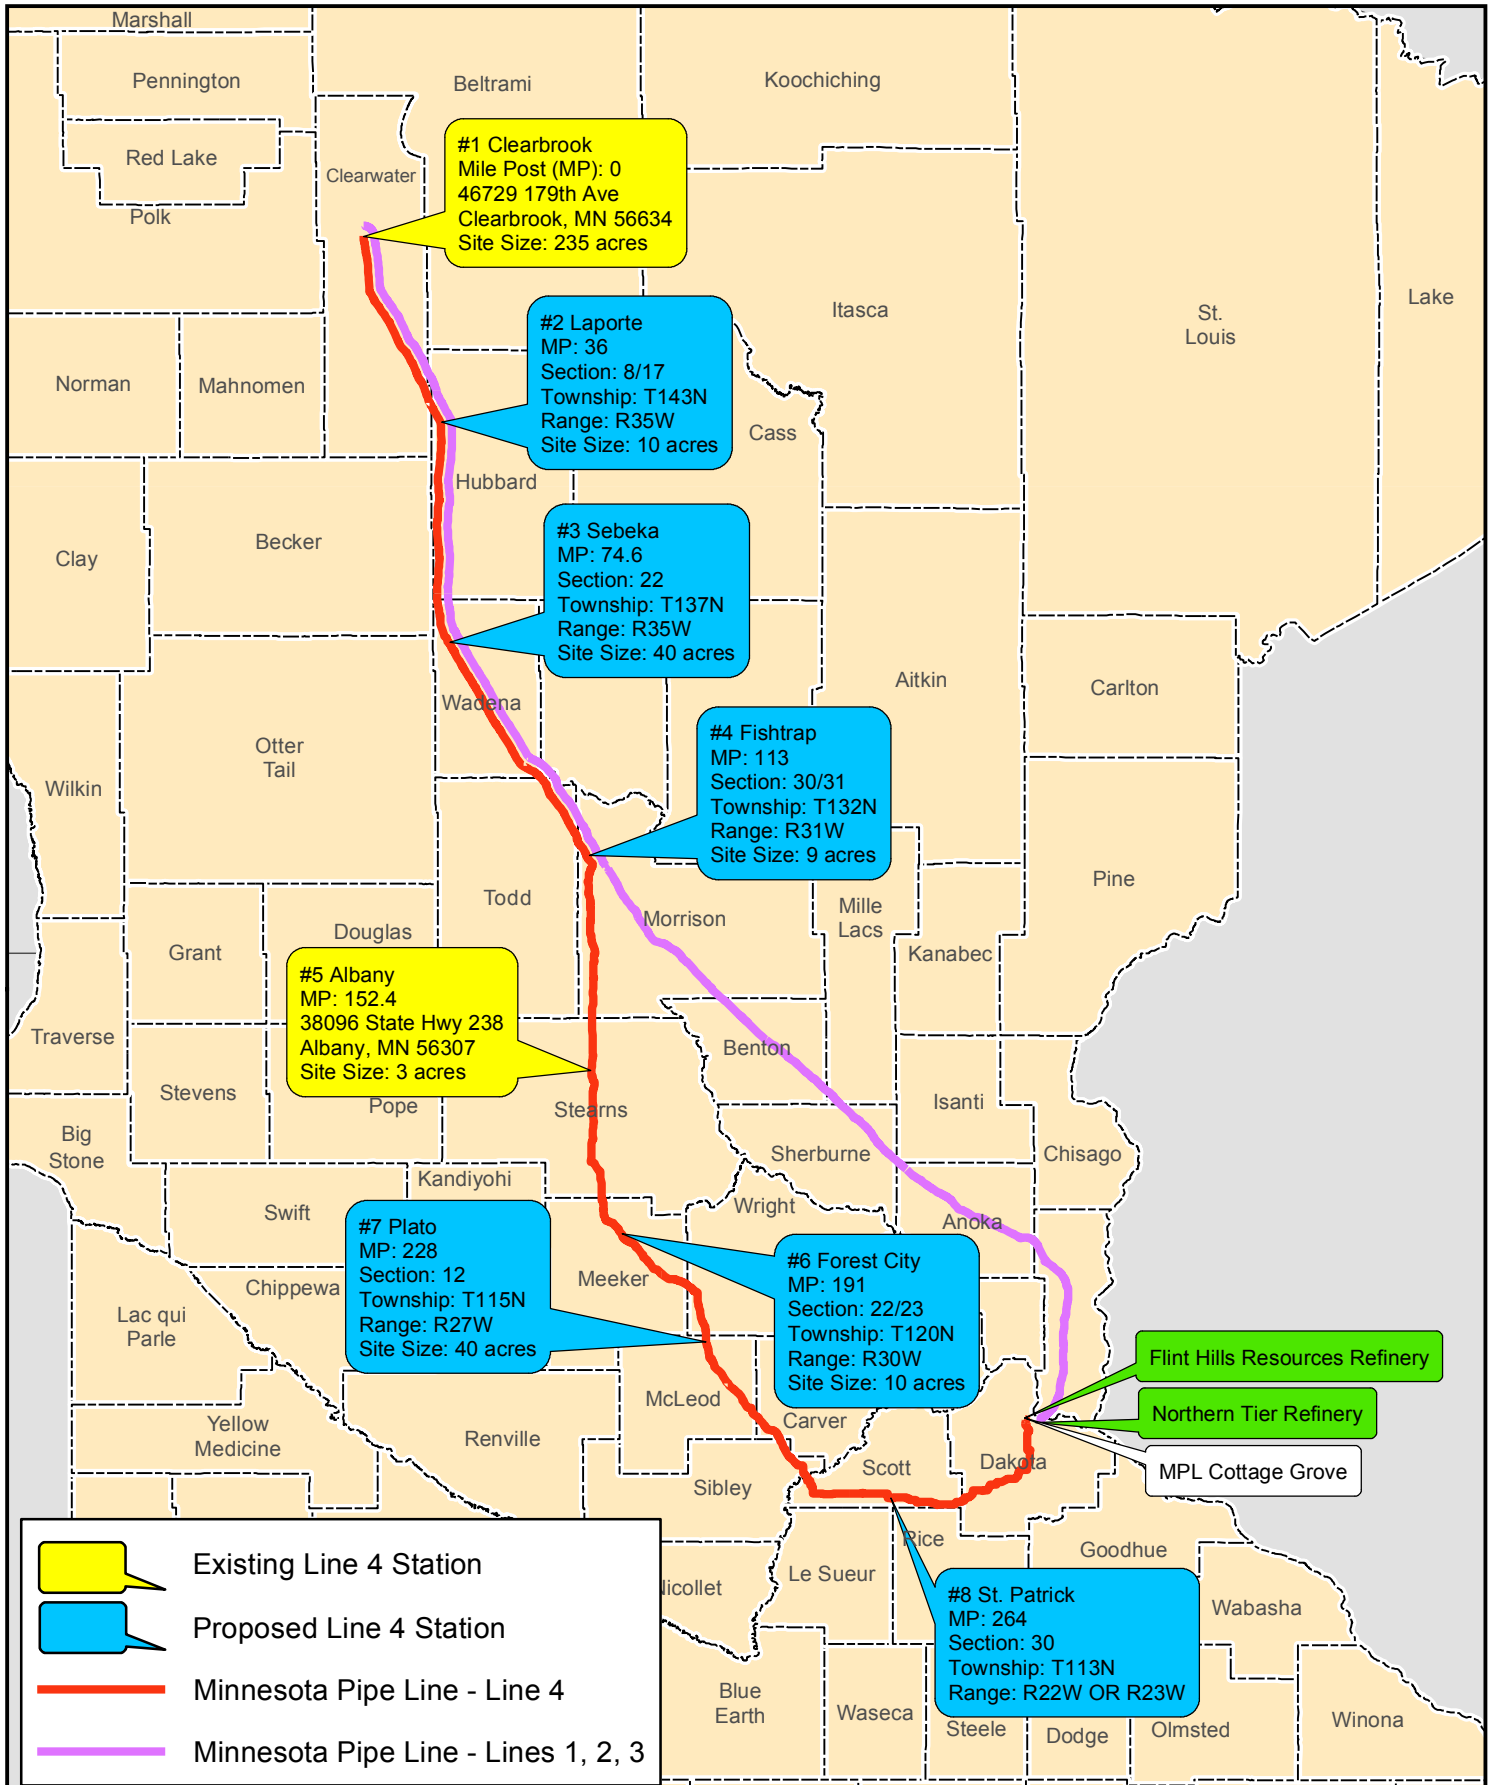 Marshall
Pennington
Beltrami
Koochiching
Red Lake
Clearwater
Polk
#1 Clearbrook
Mile Post (MP): 0
46729 179th Ave
Clearbrook, MN 56634
Site Size: 235 acres
Itasca
St.
Louis
Lake
#2 Laporte
MP: 36
Section: 8/17
Township: T143N
Range: R35W
Site Size: 10 acres
Norman
Mahnomen
Cass
Hubbard
Clay
Becker
#3 Sebeka
MP: 74.6
Section: 22
Township: T137N
Range: R35W
Site Size: 40 acres
Aitkin
Carlton
Wadena
Otter
Tail
Wilkin
#4 Fishtrap
MP: 113
Section: 30/31
Township: T132N
Range: R31W
Site Size: 9 acres
Pine
Todd
Morrison
Mille
Lacs
Kanabec
Grant
Douglas
#5 Albany
MP: 152.4
38096 State Hwy 238
Albany, MN 56307
Site Size: 3 acres
Traverse
Benton
Stevens
Pope
Stearns
Isanti
Big
Stone
Sherburne
Chisago
Kandiyohi
Swift
Wright
Anoka
#7 Plato
MP: 228
Section: 12
Township: T115N
Range: R27W
Site Size: 40 acres
#6 Forest City
MP: 191
Section: 22/23
Township: T120N
Range: R30W
Site Size: 10 acres
Chippewa
Meeker
Lac qui
Parle
Flint Hills Resources Refinery
Northern Tier Refinery
MPL Cottage Grove
McLeod
Carver
Yellow
Medicine
Renville
Scott
Dakota
Sibley
Rice
Goodhue
Le Sueur
Nicollet
#8 St. Patrick
MP: 264
Section: 30
Township: T113N
Range: R22W OR R23W
Wabasha
Blue
Earth
Waseca
Steele
Dodge
Olmsted
Winona
Existing Line 4 Station
Proposed Line 4 Station
Minnesota Pipe Line - Line 4
Minnesota Pipe Line - Lines 1, 2, 3